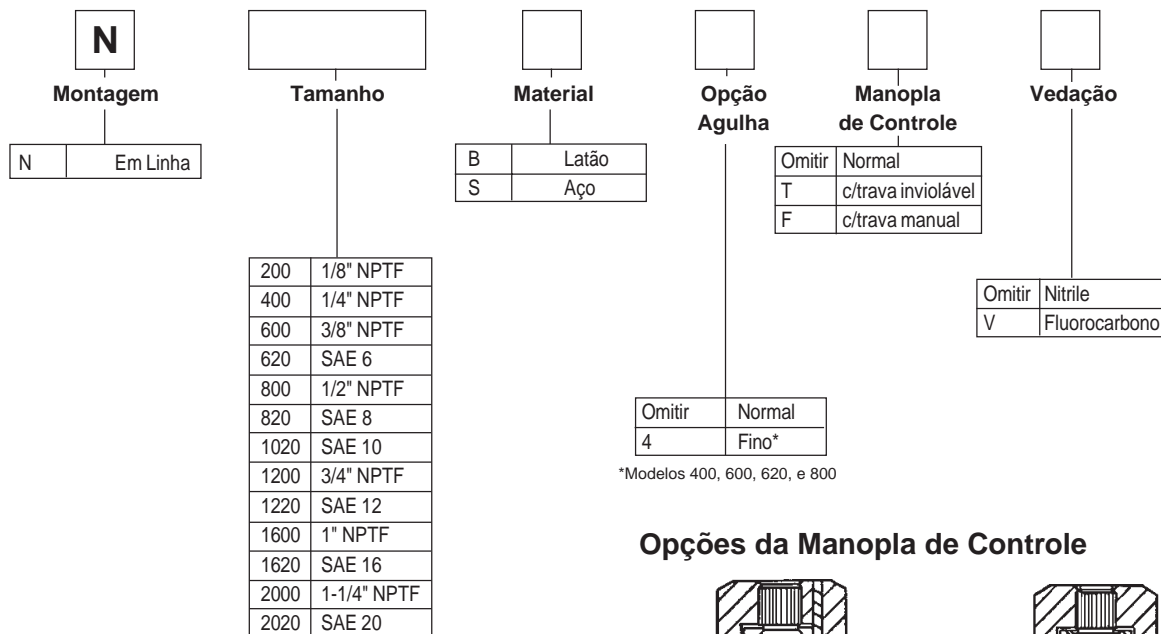 N
Montagem
N Em Linha
Tamanho
200 1/8" NPTF
400 1/4" NPTF
600 3/8" NPTF
620 SAE 6
800 1/2" NPTF
820 SAE 8
1020 SAE 10
1200 3/4" NPTF
1220 SAE 12
1600 1" NPTF
1620 SAE 16
2000 1-1/4" NPTF
2020 SAE 20
Material
B Latão
S Aço
Opção
Agulha
Omitir Normal
4 Fino*
*Modelos 400, 600, 620, e 800
Manopla
de Controle
Omitir Normal
T c/trava inviolável
F c/trava manual
Vedação
Omitir Nitrile
V Fluorocarbono
Opções da Manopla de Controle